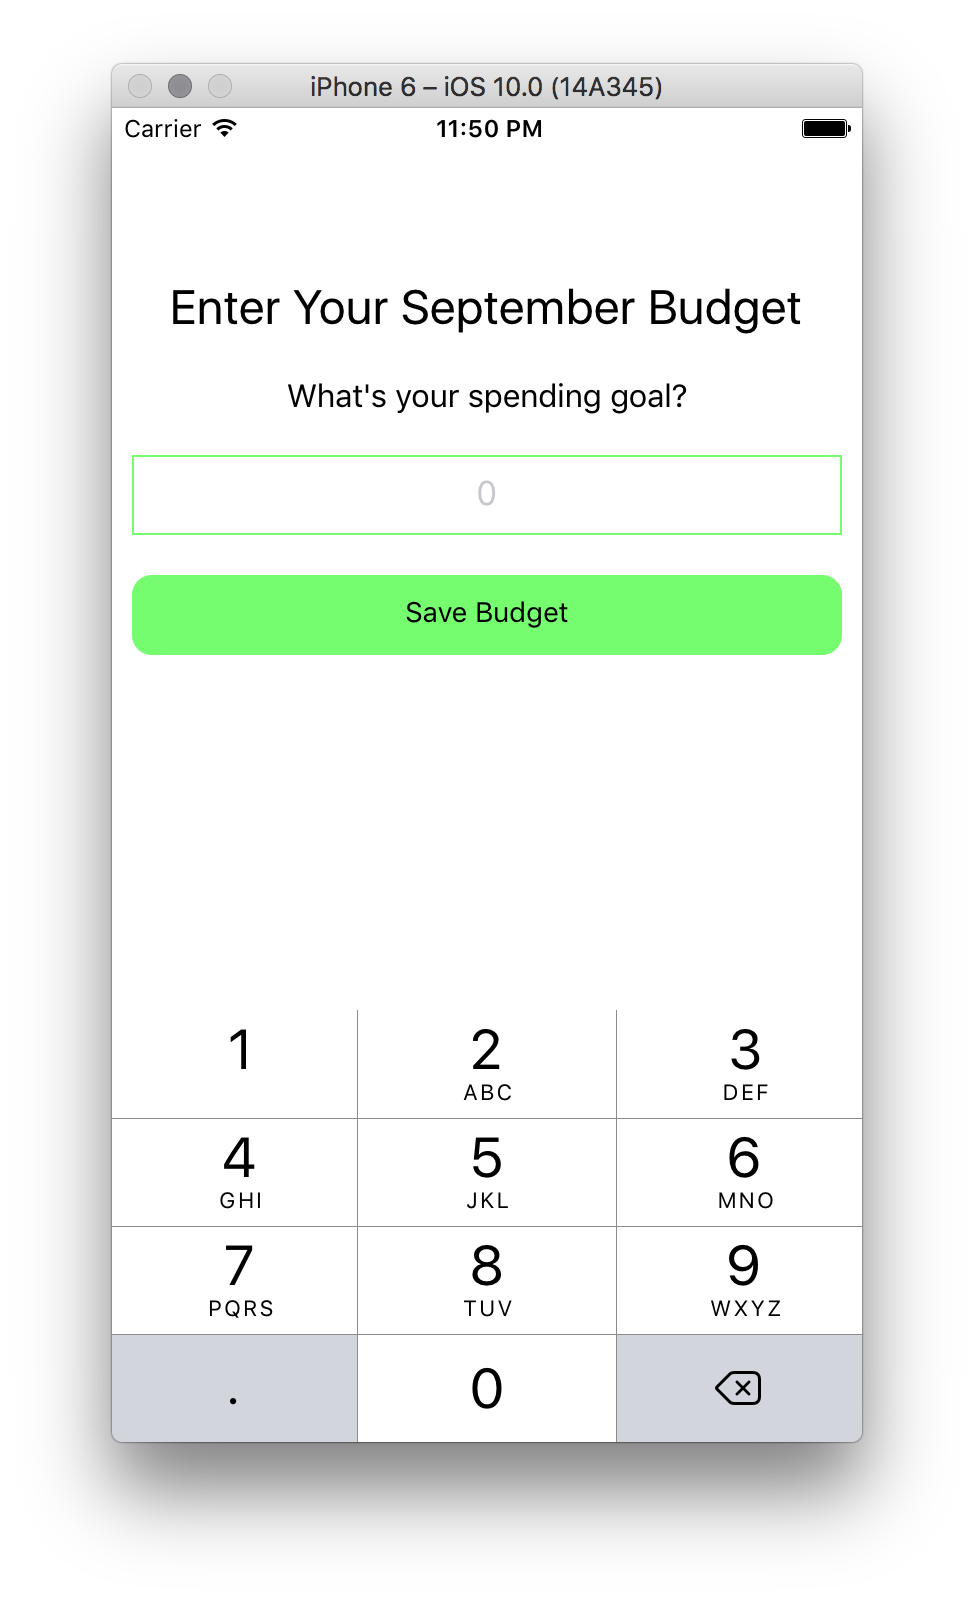 iPhone 6 – iOS 10.0 (14A345)
Carrier 11:50 PM
Enter Your September Budget
What's your spending goal?
0
Save Budget
1 2 3
ABC DEF
4 5 6
GHI JKL MNO
7 8 9
PQRS TUV WXYZ
. 0